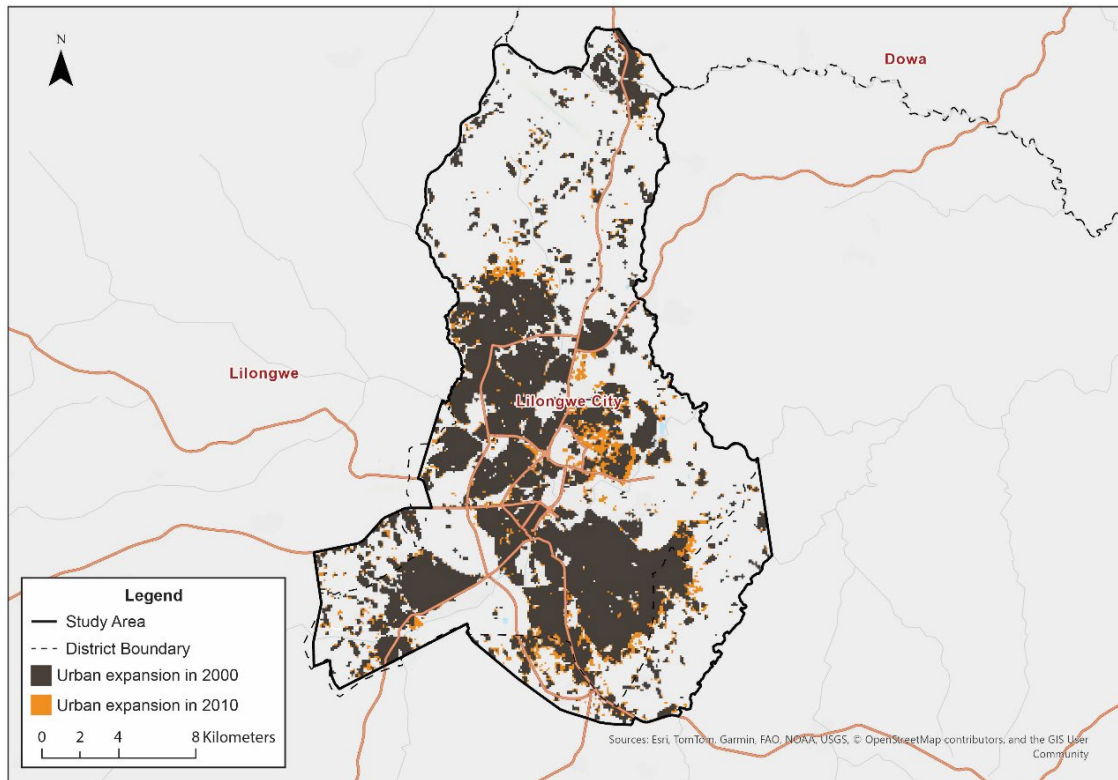 N
Dowa
Lilongwe
Lilongwe City
Legend
Study Area
District Boundary
Urban expansion in 2000
Urban expansion in 2010
0 2 4 8 Kilometers
Sources: Esri, TomTom, Garmin, FAO, NOAA, USGS, © OpenStreetMap contributors, and the GIS User
Community